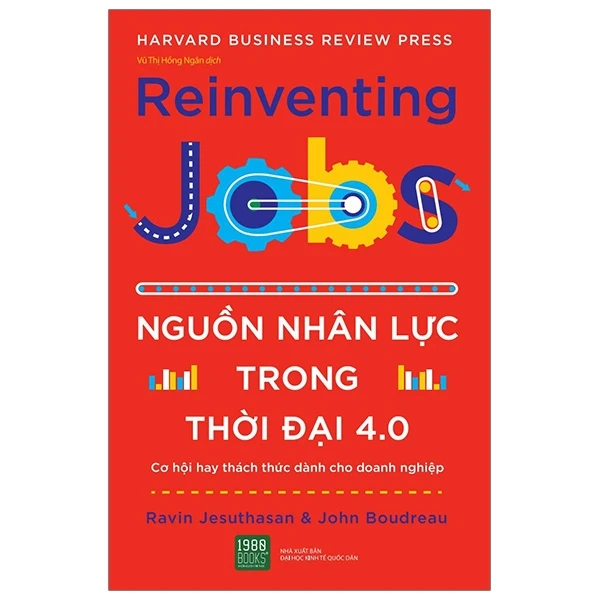 HARVARD BUSINESS REVIEW PRESS
Vũ Thị Hồng Ngân dịch
Reinventing
Jobs
NGUỒN NHÂN LỰC
TRONG
THỜI ĐẠI 4.0
Cơ hội hay thách thức dành cho doanh nghiệp
Ravin Jesuthasan & John Boudreau
1980
BOOKS
NHÀ XUẤT BẢN
ĐẠI HỌC KINH TẾ QUỐC DÂN